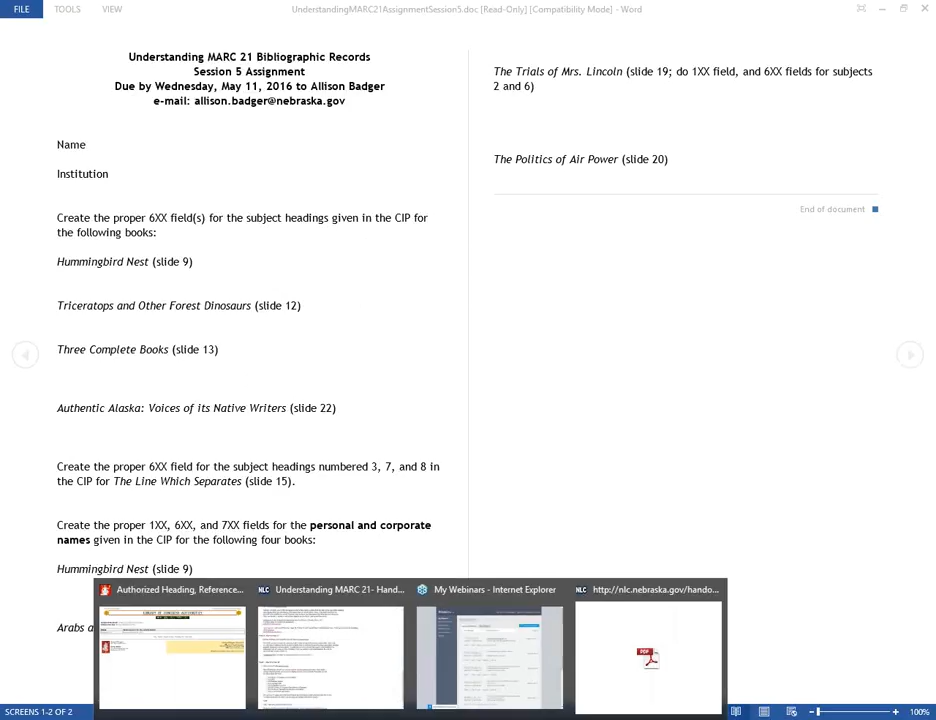 FILE
TOOLS
VIEW
UnderstandingMARC21AssignmentSession5.doc [Read-Only] [Compatibility Mode] - Word
Understanding MARC 21 Bibliographic Records
Session 5 Assignment
Due by Wednesday, May 11, 2016 to Allison Badger
e-mail: allison.badger@nebraska.gov
Name
Institution
Create the proper 6XX field(s) for the subject headings given in the CIP for
the following books:
Hummingbird Nest (slide 9)
Triceratops and Other Forest Dinosaurs (slide 12)
Three Complete Books (slide 13)
Authentic Alaska: Voices of its Native Writers (slide 22)
Create the proper 6XX field for the subject headings numbered 3, 7, and 8 in
the CIP for The Line Which Separates (slide 15).
Create the proper 1XX, 6XX, and 7XX fields for the personal and corporate
names given in the CIP for the following four books:
Hummingbird Nest (slide 9)
Arabs a
The Trials of Mrs. Lincoln (slide 19; do 1XX field, and 6XX fields for subjects
2 and 6)
The Politics of Air Power (slide 20)
End of document
Authorized Heading, Reference...
NLC Understanding MARC 21- Hand...
My Webinars - Internet Explorer
NLC http://nlc.nebraska.gov/hando...
PDF
SCREENS 1-2 OF 2
100%